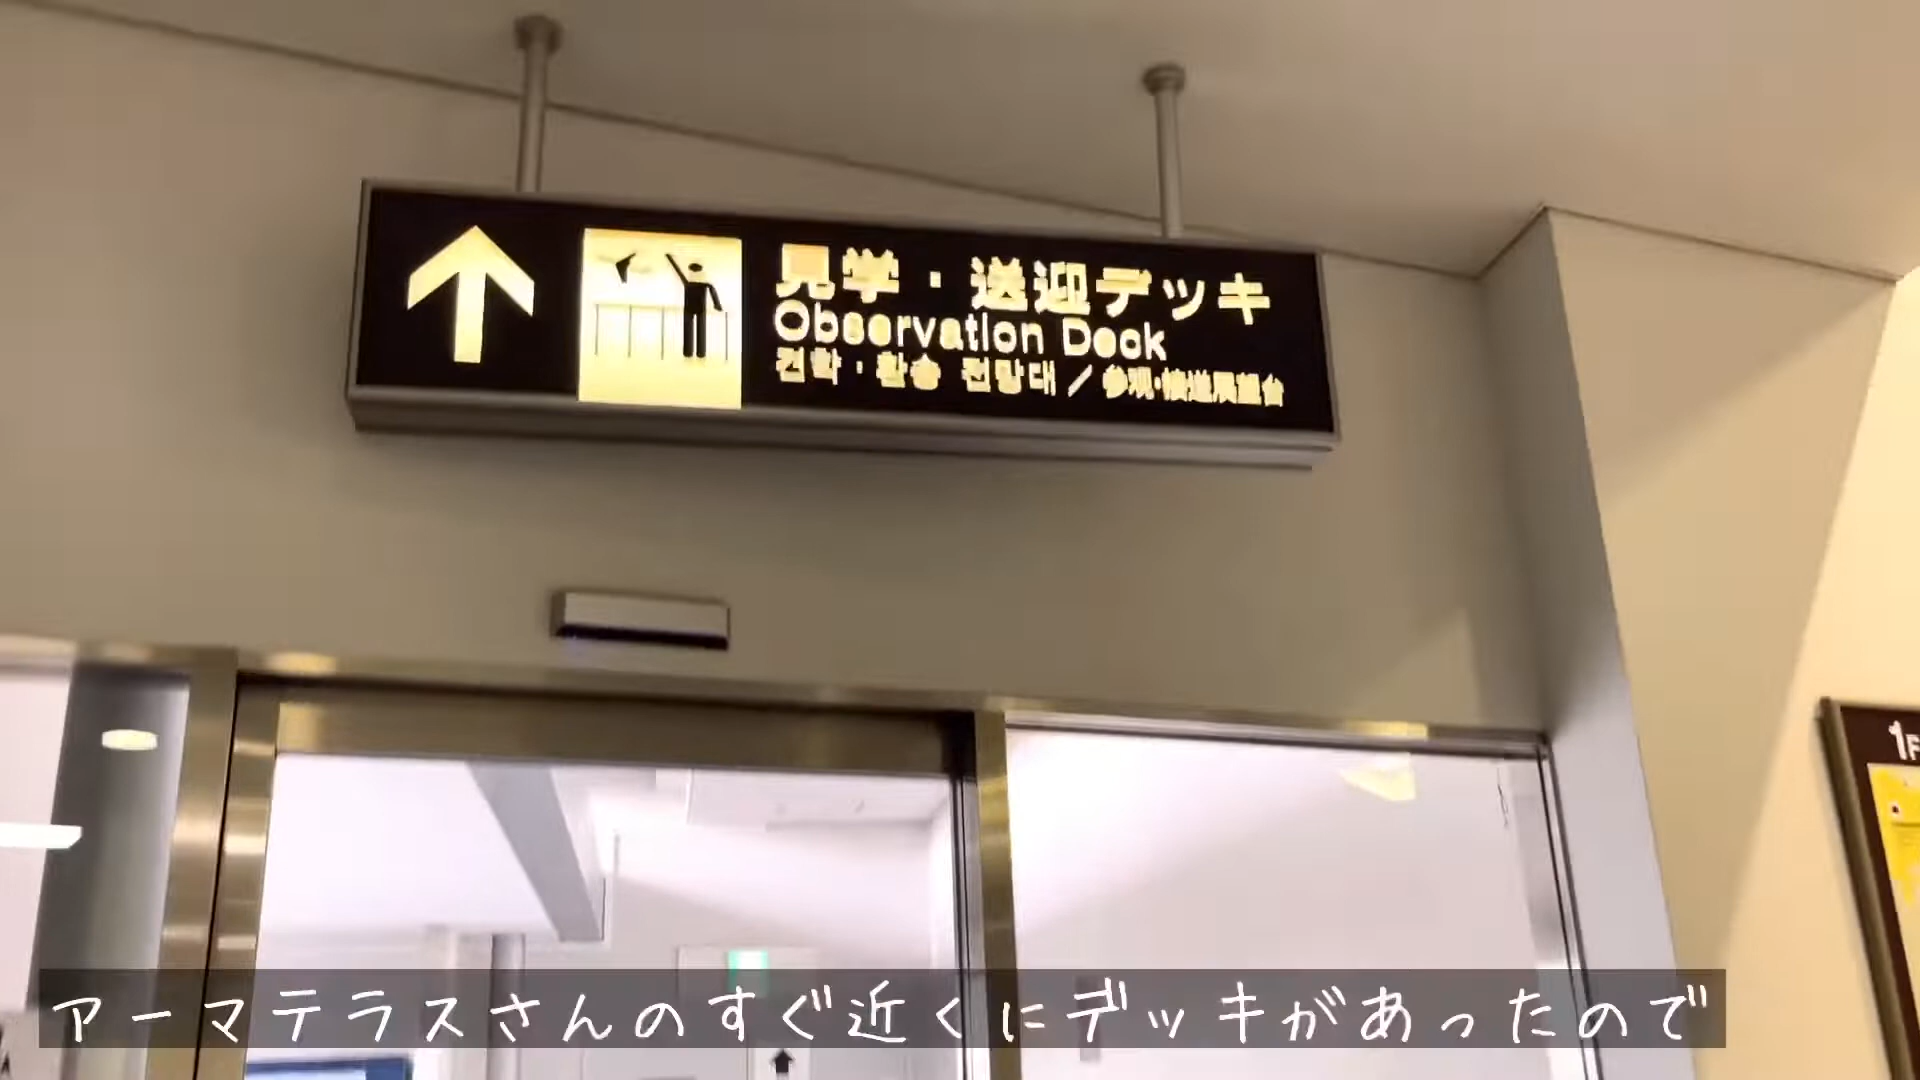 見学・送迎デッキ
Observation Deck
견학・환송 전망대 / 参观・接送展望台
1F
アーマテラスさんのすぐ近くにデッキがあったので